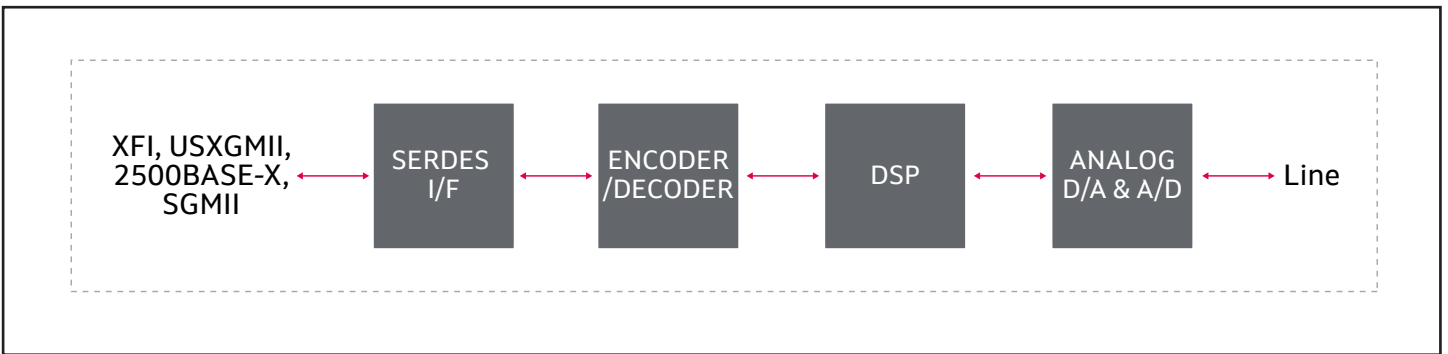 XFI, USXGMII,
2500BASE-X,
SGMII
SERDES
I/F
ENCODER
/DECODER
DSP
ANALOG
D/A & A/D
Line